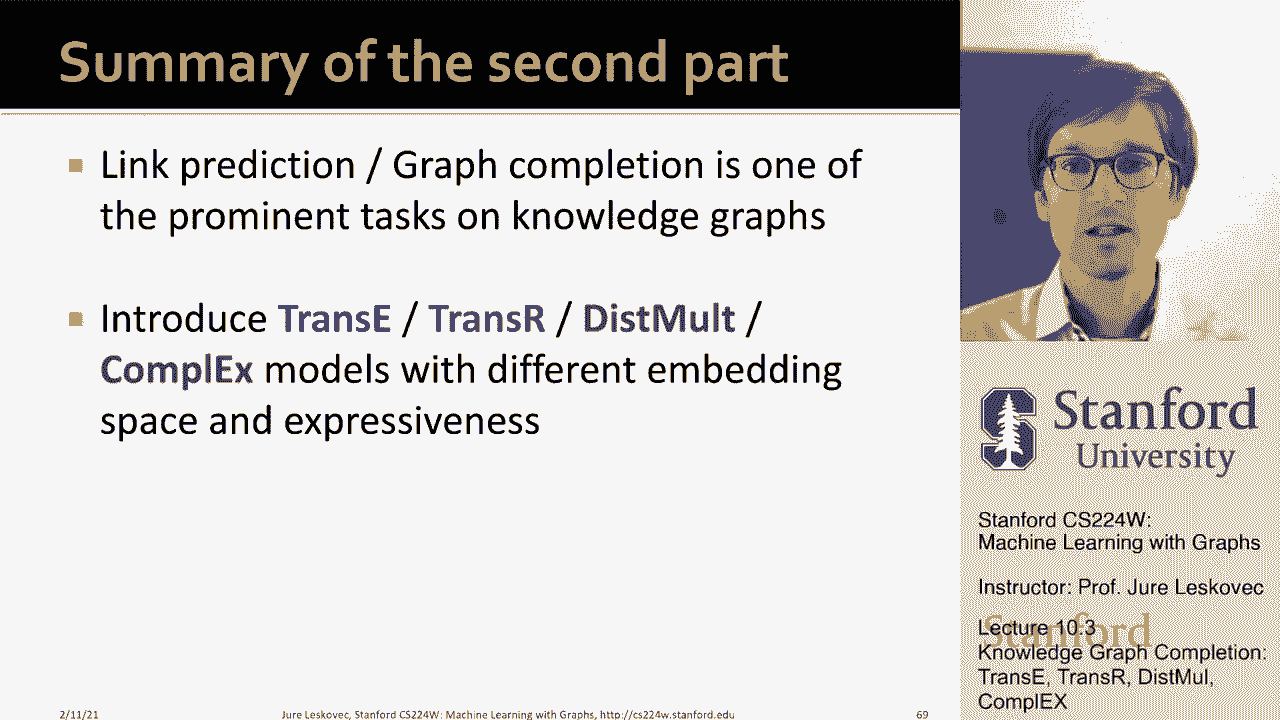 Summary of the second part
Link prediction / Graph completion is one of
the prominent tasks on knowledge graphs
Introduce TransE / TransR / DistMult /
ComplEx models with different embedding
space and expressiveness
2/11/21
Jure Leskovec, Stanford CS224W: Machine Learning with Graphs, http://cs224w.stanford.edu
69
Stanford
University
Stanford CS224W:
Machine Learning with Graphs
Instructor: Prof. Jure Leskovec
Stanford
Lecture 10.3
Knowledge Graph Completion:
TransE, TransR, DistMul,
ComplEX